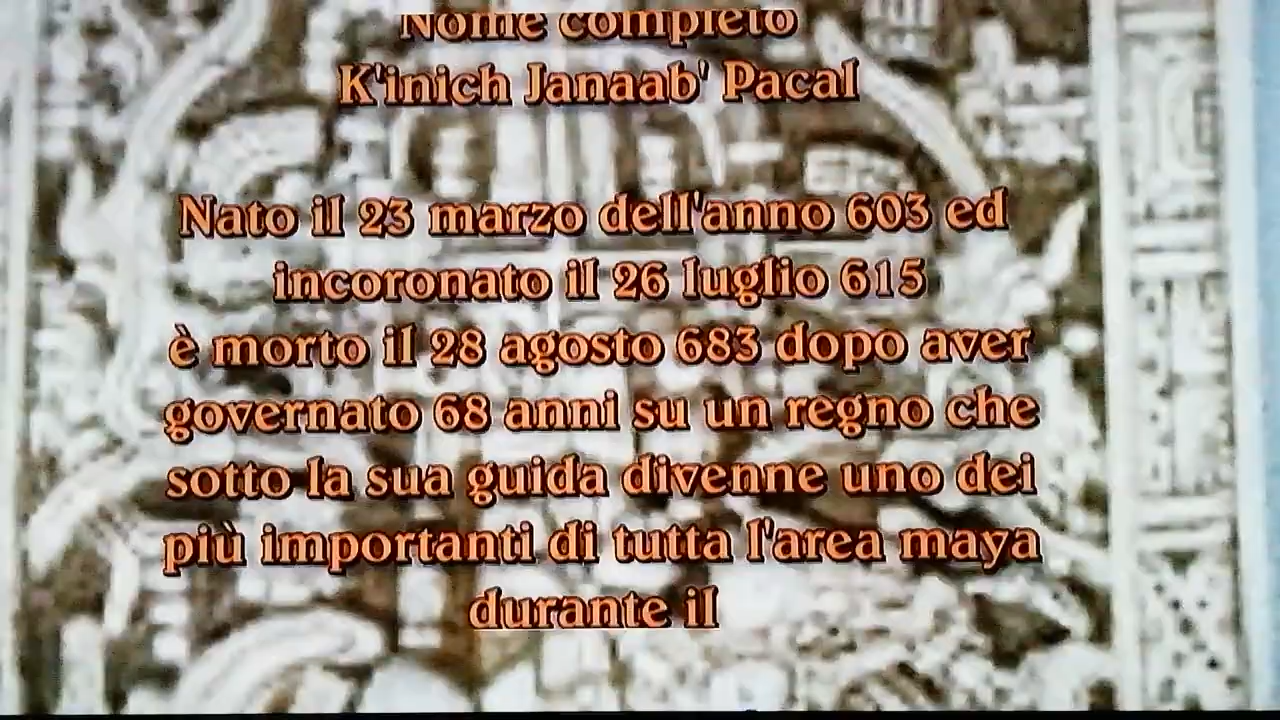 Nome completo
K'inich Janaab' Pacal
Nato il 23 marzo dell'anno 603 ed
incoronato il 26 luglio 615
è morto il 28 agosto 683 dopo aver
governato 68 anni su un regno che
sotto la sua guida divenne uno dei
più importanti di tutta l'area maya
durante il